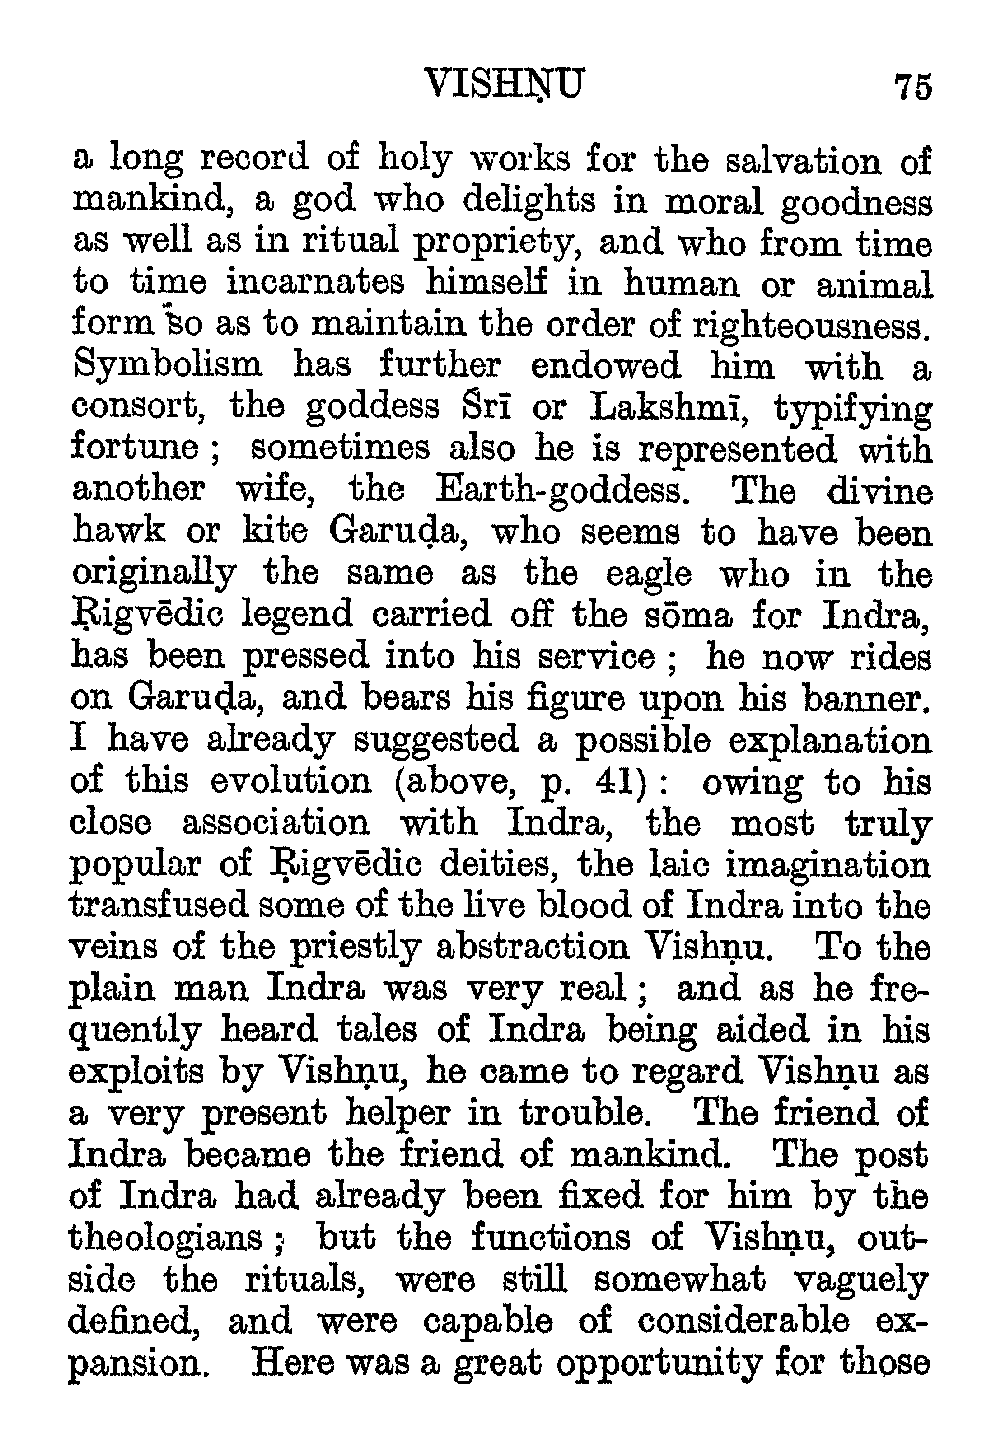 VISHṆU 75
a long record of holy works for the salvation of
mankind, a god who delights in moral goodness
as well as in ritual propriety, and who from time
to time incarnates himself in human or animal
form so as to maintain the order of righteousness.
Symbolism has further endowed him with a
consort, the goddess Śrī or Lakshmī, typifying
fortune ; sometimes also he is represented with
another wife, the Earth-goddess. The divine
hawk or kite Garuḍa, who seems to have been
originally the same as the eagle who in the
Ṛigvēdic legend carried off the sōma for Indra,
has been pressed into his service ; he now rides
on Garuḍa, and bears his figure upon his banner.
I have already suggested a possible explanation
of this evolution (above, p. 41) : owing to his
close association with Indra, the most truly
popular of Ṛigvēdic deities, the laic imagination
transfused some of the live blood of Indra into the
veins of the priestly abstraction Vishṇu. To the
plain man Indra was very real ; and as he fre-
quently heard tales of Indra being aided in his
exploits by Vishṇu, he came to regard Vishṇu as
a very present helper in trouble. The friend of
Indra became the friend of mankind. The post
of Indra had already been fixed for him by the
theologians ; but the functions of Vishṇu, out-
side the rituals, were still somewhat vaguely
defined, and were capable of considerable ex-
pansion. Here was a great opportunity for those